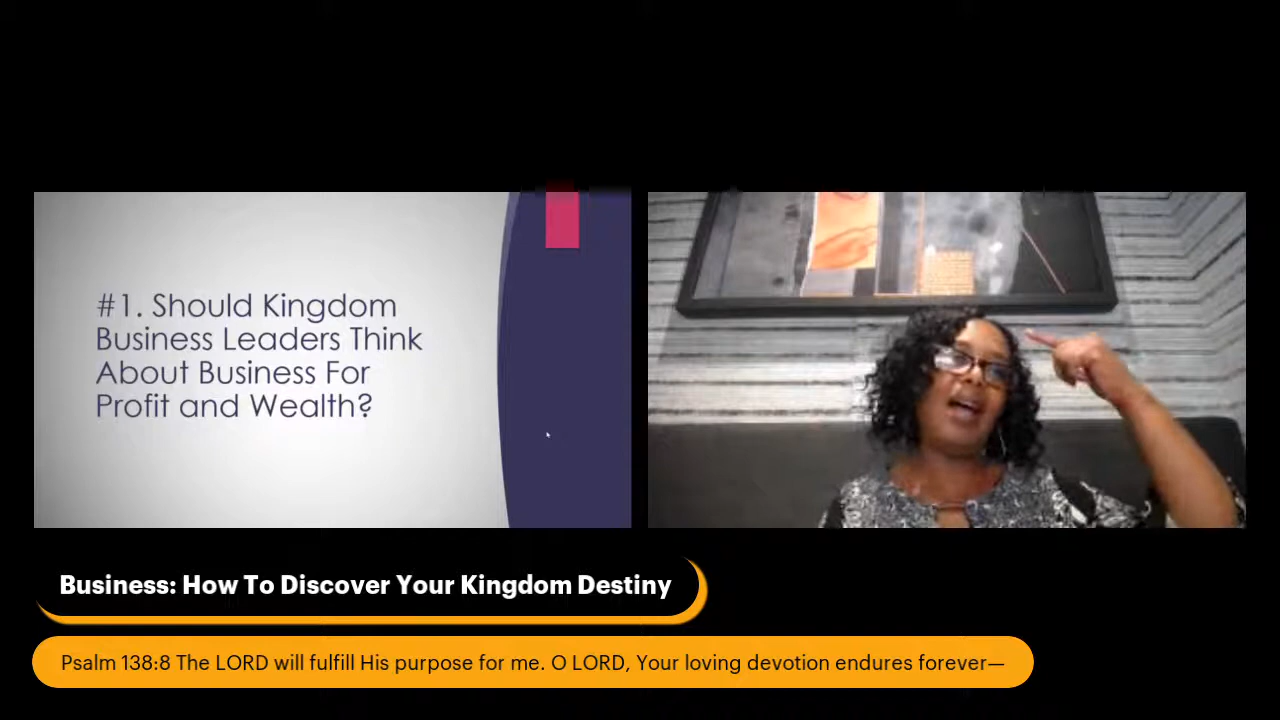 #1. Should Kingdom
Business Leaders Think
About Business For
Profit and Wealth?
Business: How To Discover Your Kingdom Destiny
Psalm 138:8 The LORD will fulfill His purpose for me. O LORD, Your loving devotion endures forever—